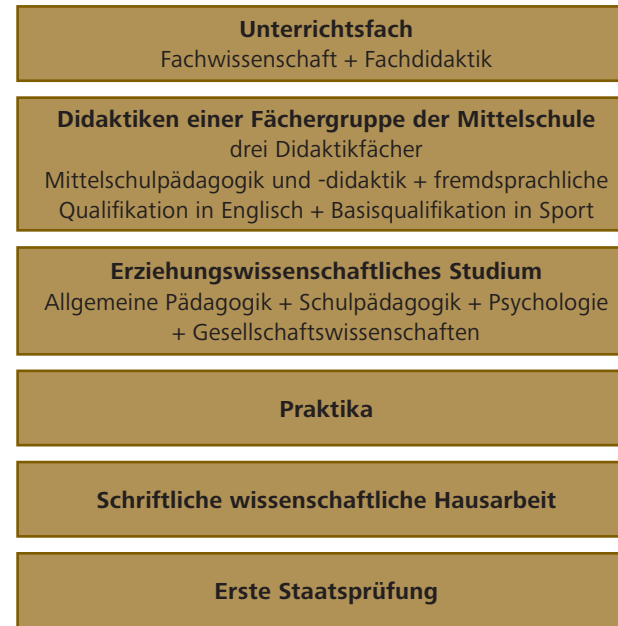 Unterrichtsfach
Fachwissenschaft + Fachdidaktik
Didaktiken einer Fächergruppe der Mittelschule
drei Didaktikfächer
Mittelschulpädagogik und -didaktik + fremdsprachliche
Qualifikation in Englisch + Basisqualifikation in Sport
Erziehungswissenschaftliches Studium
Allgemeine Pädagogik + Schulpädagogik + Psychologie
+ Gesellschaftswissenschaften
Praktika
Schriftliche wissenschaftliche Hausarbeit
Erste Staatsprüfung